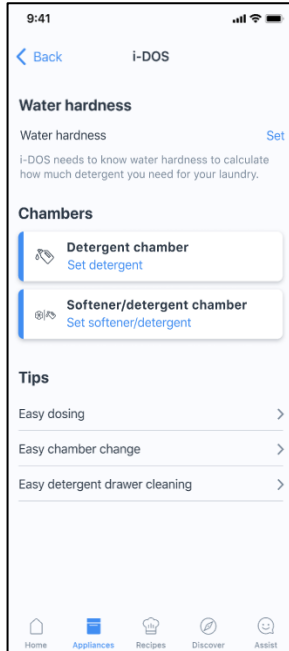 9:41
Back
i-DOS
Water hardness
Water hardness
Set
i-DOS needs to know water hardness to calculate
how much detergent you need for your laundry.
Chambers
Detergent chamber
Set detergent
Softener/detergent chamber
Set softener/detergent
Tips
Easy dosing
Easy chamber change
Easy detergent drawer cleaning
Home
Appliances
Recipes
Discover
Assist